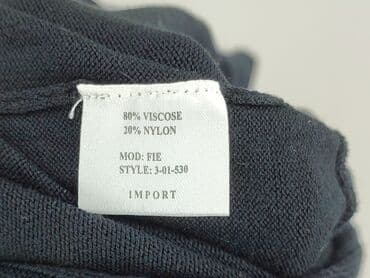 80% VISCOSE
20% NYLON
MOD: FIE
STYLE: 3-01-530
IMPORT